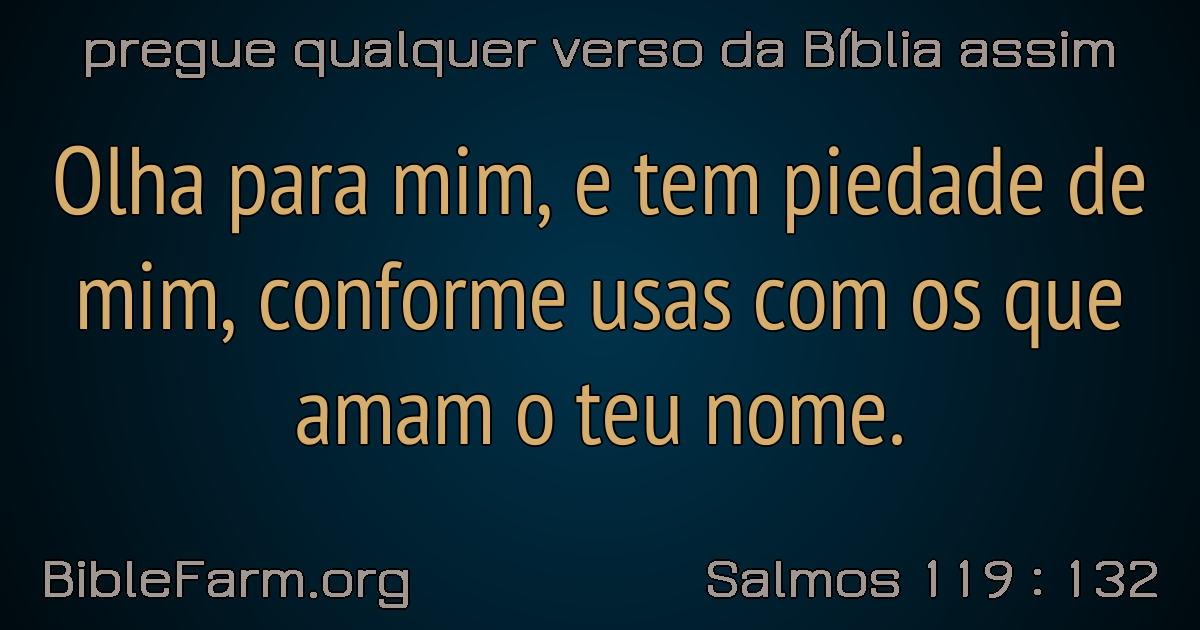 pregue qualquer verso da Bíblia assim
Olha para mim, e tem piedade de
mim, conforme usas com os que
amam o teu nome.
BibleFarm.org
Salmos 119 : 132